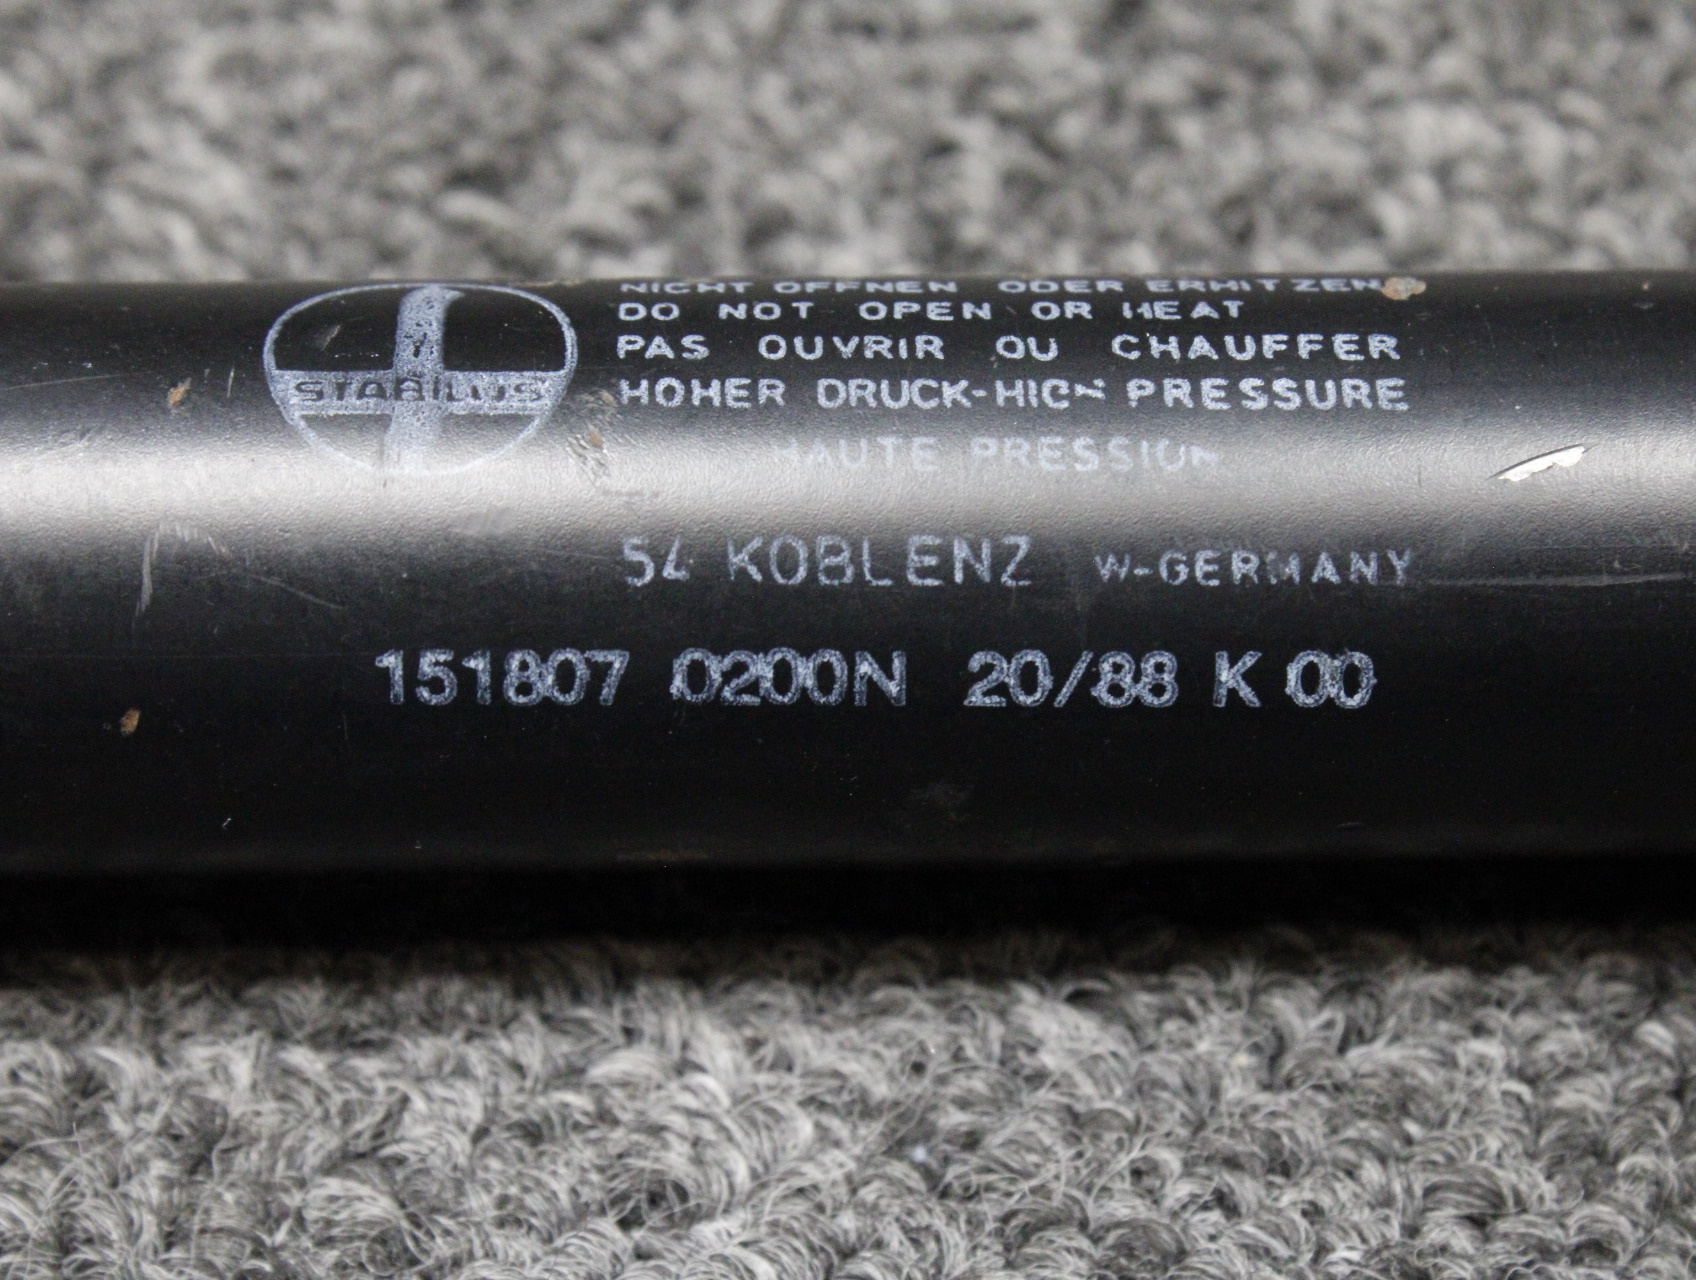 STABILUS
NICHT OFFNEN ODER ERHITZEN
DO NOT OPEN OR HEAT
PAS OUVRIR OU CHAUFFER
HOHER DRUCK-HIGH PRESSURE
HAUTE PRESSION
54 KOBLENZ W-GERMANY
151807 0200N 20/88 K 00